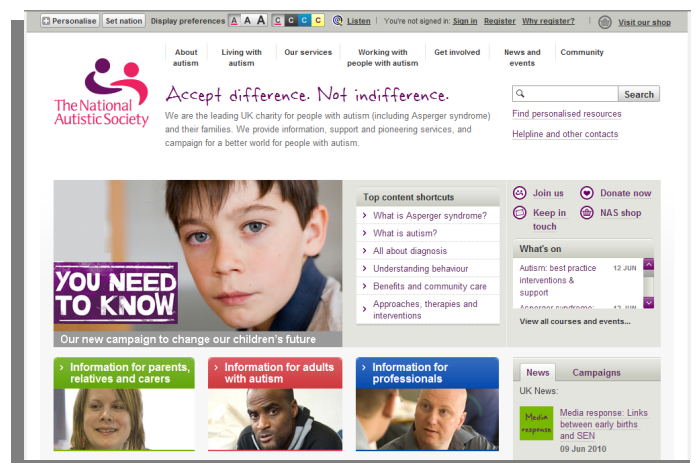 Personalise Set nation Display preferences A A A C C C C Listen You're not signed in: Sign in Register Why register? Visit our shop
About autism
Living with autism
Our services
Working with people with autism
Get involved
News and events
Community
The National
Autistic Society
Accept difference. Not indifference.
We are the leading UK charity for people with autism (including Asperger syndrome)
and their families. We provide information, support and pioneering services, and
campaign for a better world for people with autism.
Search
Find personalised resources
Helpline and other contacts
YOU NEED
TO KNOW
Our new campaign to change our children's future
Top content shortcuts
What is Asperger syndrome?
What is autism?
All about diagnosis
Understanding behaviour
Benefits and community care
Approaches, therapies and
interventions
Join us
Donate now
Keep in
touch
NAS shop
What's on
Autism: best practice 12 JUN
interventions &
support
Asperger syndrome: 12 JUN
View all courses and events...
Information for parents,
relatives and carers
Information for adults
with autism
Information for
professionals
News Campaigns
UK News:
Media
response
Media response: Links
between early births
and SEN
09 Jun 2010